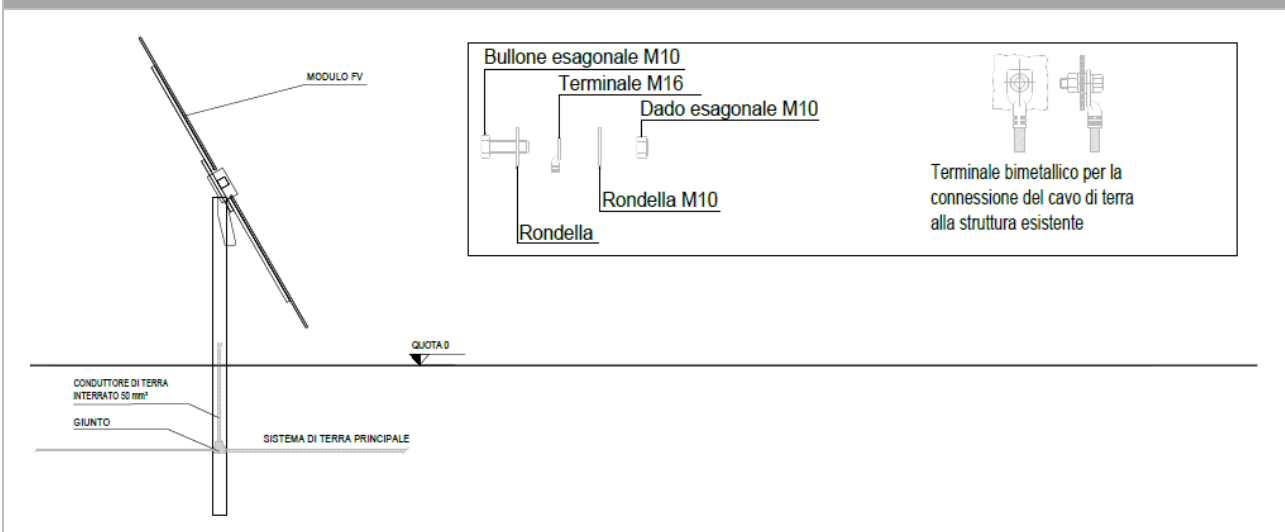 MODULO FV
Bullone esagonale M10
Terminale M16
Dado esagonale M10
Rondella M10
Rondella
Terminale bimetallico per la
connessione del cavo di terra
alla struttura esistente
QUOTA 0
CONDUTTORE DI TERRA
INTERRATO 50 mm²
GIUNTO
SISTEMA DI TERRA PRINCIPALE